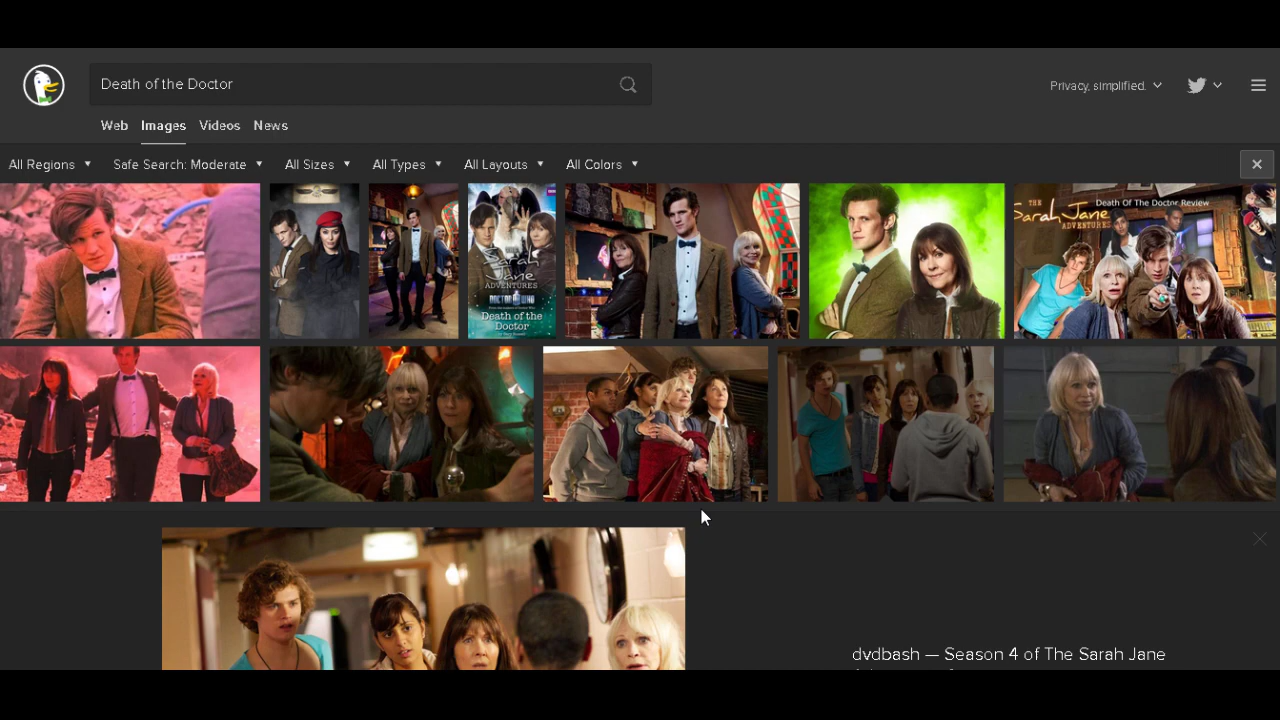 Death of the Doctor
Privacy, simplified.
Web Images Videos News
All Regions Safe Search: Moderate All Sizes All Types All Layouts All Colors
BBC
Sarah Jane
ADVENTURES
DOCTOR WHO
Death of the
Doctor
THE
Sarah Jane
ADVENTURES
Death Of The Doctor Review
dvdbash — Season 4 of The Sarah Jane